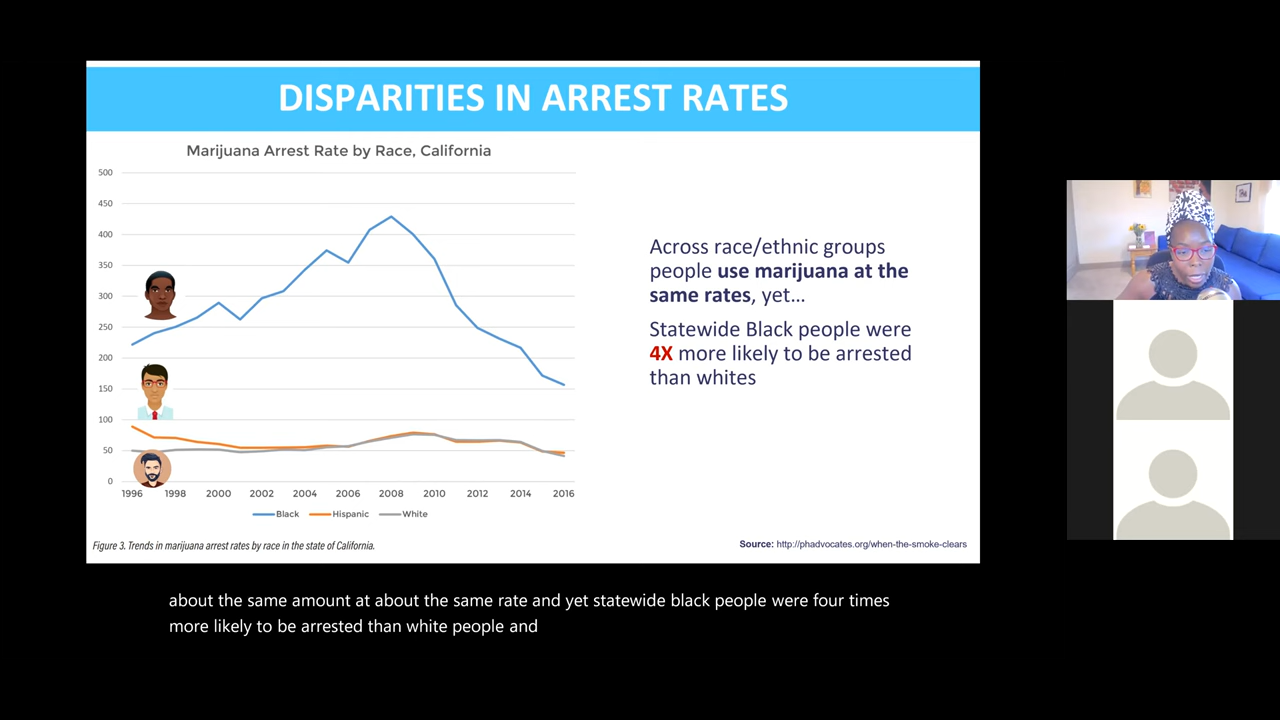 DISPARITIES IN ARREST RATES
Marijuana Arrest Rate by Race, California
500
450
400
350
300
250
200
150
100
50
0
1996 1998 2000 2002 2004 2006 2008 2010 2012 2014 2016
Black Hispanic White
Figure 3. Trends in marijuana arrest rates by race in the state of California.
Across race/ethnic groups
people use marijuana at the
same rates, yet...
Statewide Black people were
4X more likely to be arrested
than whites
Source: http://phadvocates.org/when-the-smoke-clears
about the same amount at about the same rate and yet statewide black people were four times
more likely to be arrested than white people and